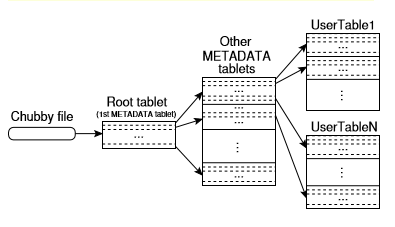 Chubby file
Root tablet
(1st METADATA tablet)
...
Other
METADATA
tablets
...
...
⋮
...
UserTable1
...
...
⋮
UserTableN
...
⋮
...